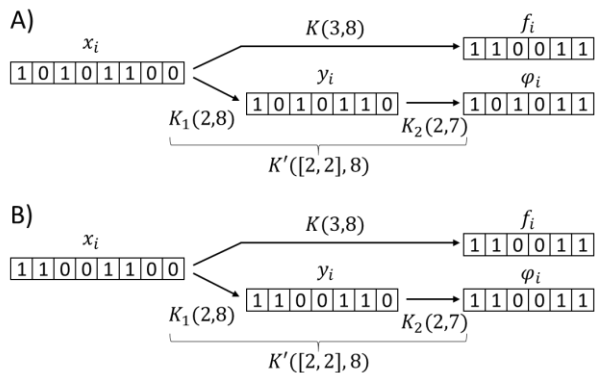 A)
x_i
1 0 1 0 1 1 0 0
K(3,8)
f_i
1 1 0 0 1 1
K_1(2,8)
y_i
1 0 1 0 1 1 0
K_2(2,7)
φ_i
1 0 1 0 1 1
K'([2,2],8)
B)
x_i
1 1 0 0 1 1 0 0
K(3,8)
f_i
1 1 0 0 1 1
K_1(2,8)
y_i
1 1 0 0 1 1 0
K_2(2,7)
φ_i
1 1 0 0 1 1
K'([2,2],8)